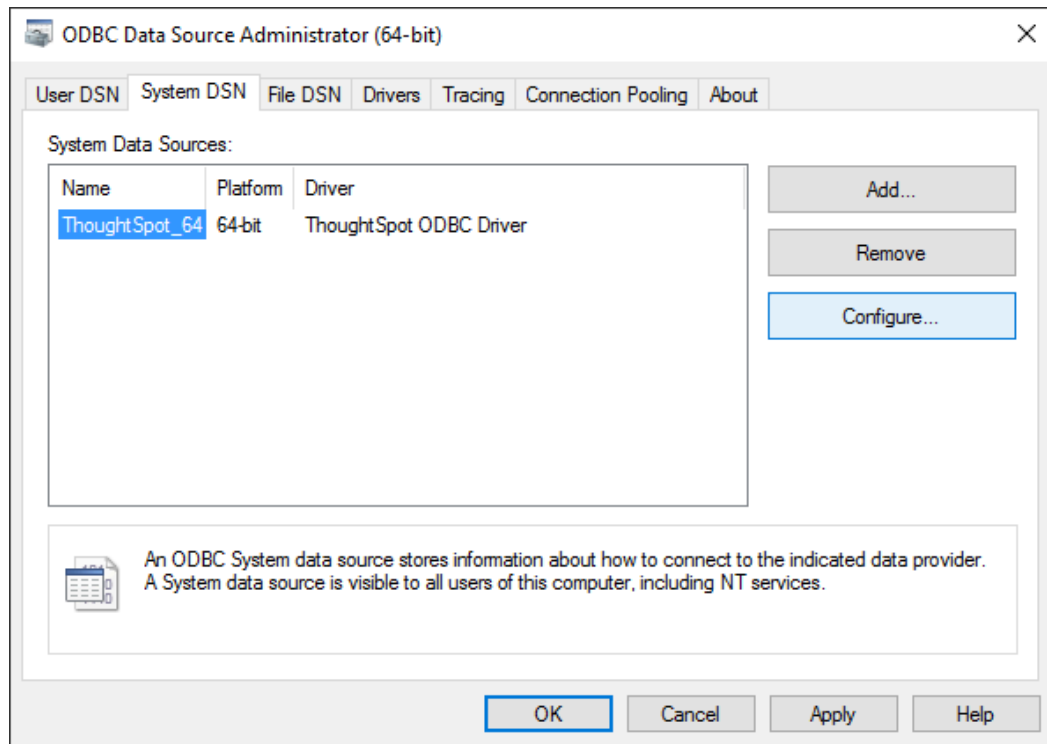 ODBC Data Source Administrator (64-bit)
User DSN System DSN File DSN Drivers Tracing Connection Pooling About
System Data Sources:
Name Platform Driver
ThoughtSpot_64 64-bit ThoughtSpot ODBC Driver
Add...
Remove
Configure...
An ODBC System data source stores information about how to connect to the indicated data provider.
A System data source is visible to all users of this computer, including NT services.
OK Cancel Apply Help